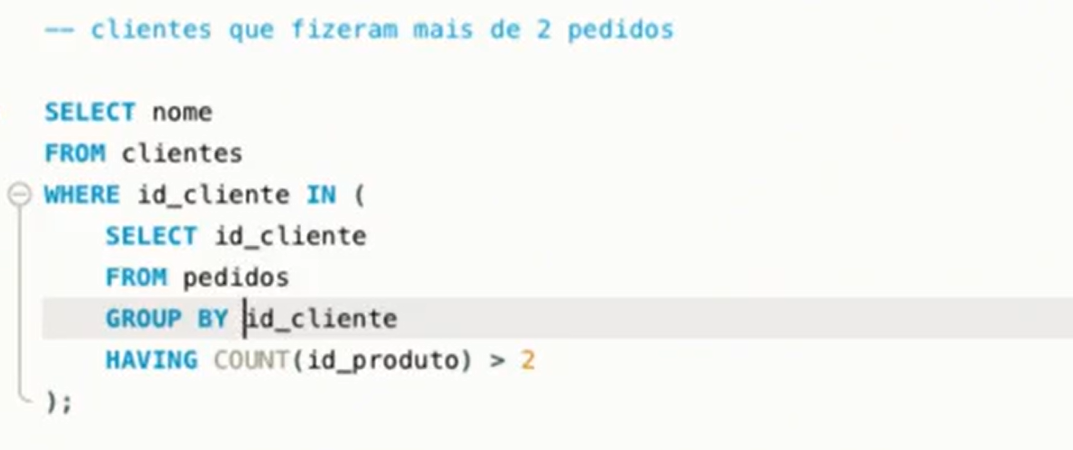 -- clientes que fizeram mais de 2 pedidos
SELECT nome
FROM clientes
WHERE id_cliente IN (
SELECT id_cliente
FROM pedidos
GROUP BY id_cliente
HAVING COUNT(id_produto) > 2
);